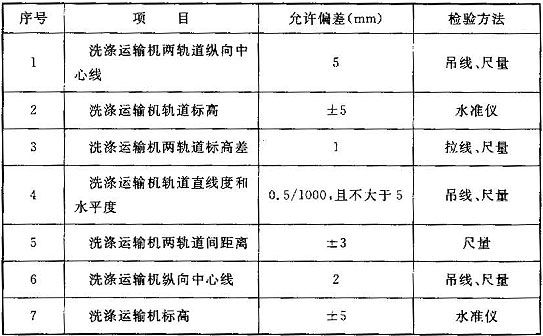 序号 项 目 允许偏差(mm) 检验方法
1 洗涤运输机两轨道纵向中心线 5 吊线、尺量
2 洗涤运输机轨道标高 ±5 水准仪
3 洗涤运输机两轨道标高差 1 拉线、尺量
4 洗涤运输机轨道直线度和水平度 0.5/1000,且不大于5 吊线、尺量
5 洗涤运输机两轨道间距离 ±3 尺量
6 洗涤运输机纵向中心线 2 吊线、尺量
7 洗涤运输机标高 ±5 水准仪